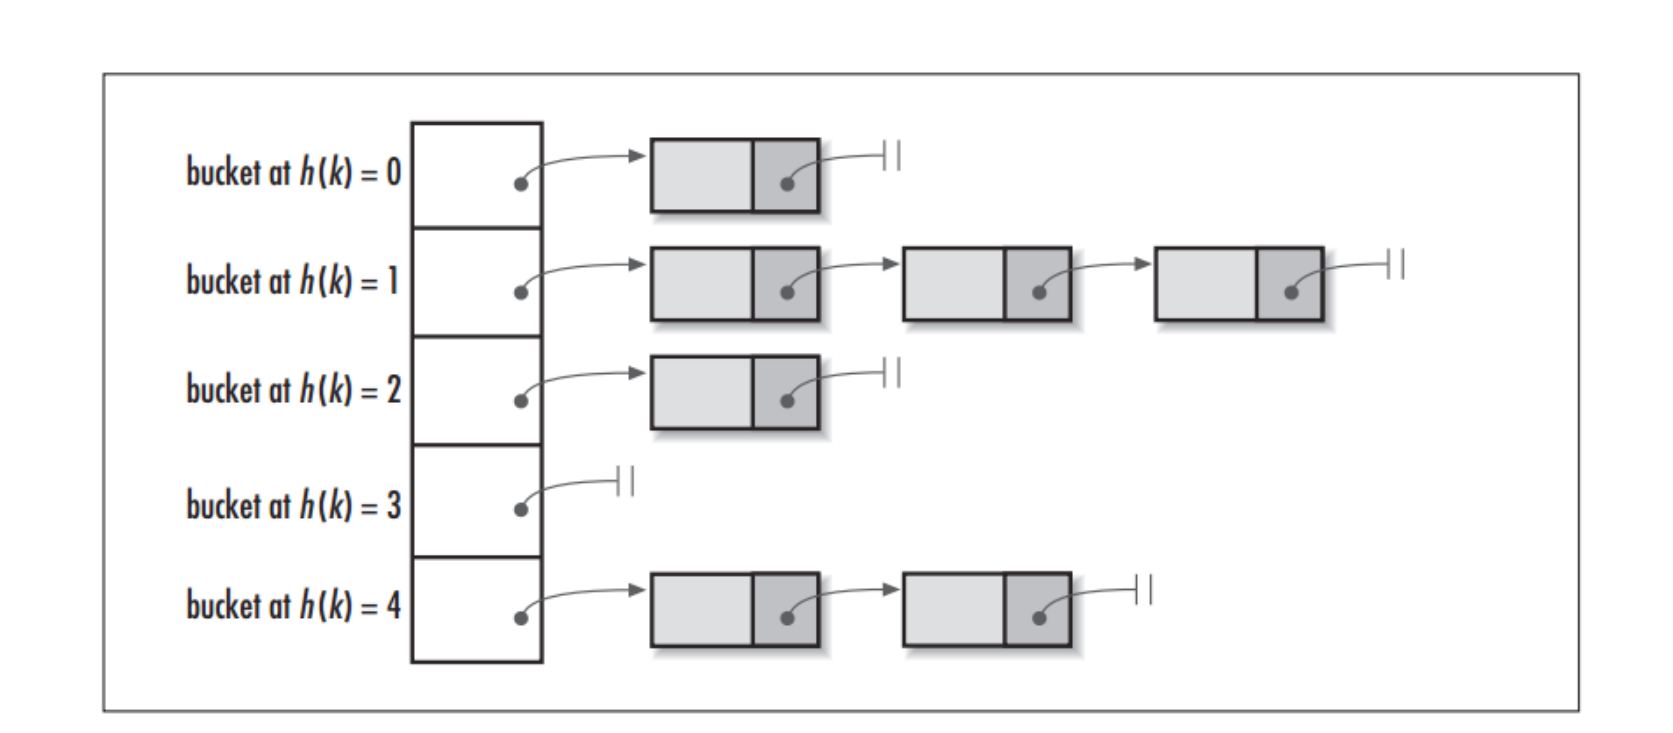 bucket at h(k) = 0
bucket at h(k) = 1
bucket at h(k) = 2
bucket at h(k) = 3
bucket at h(k) = 4